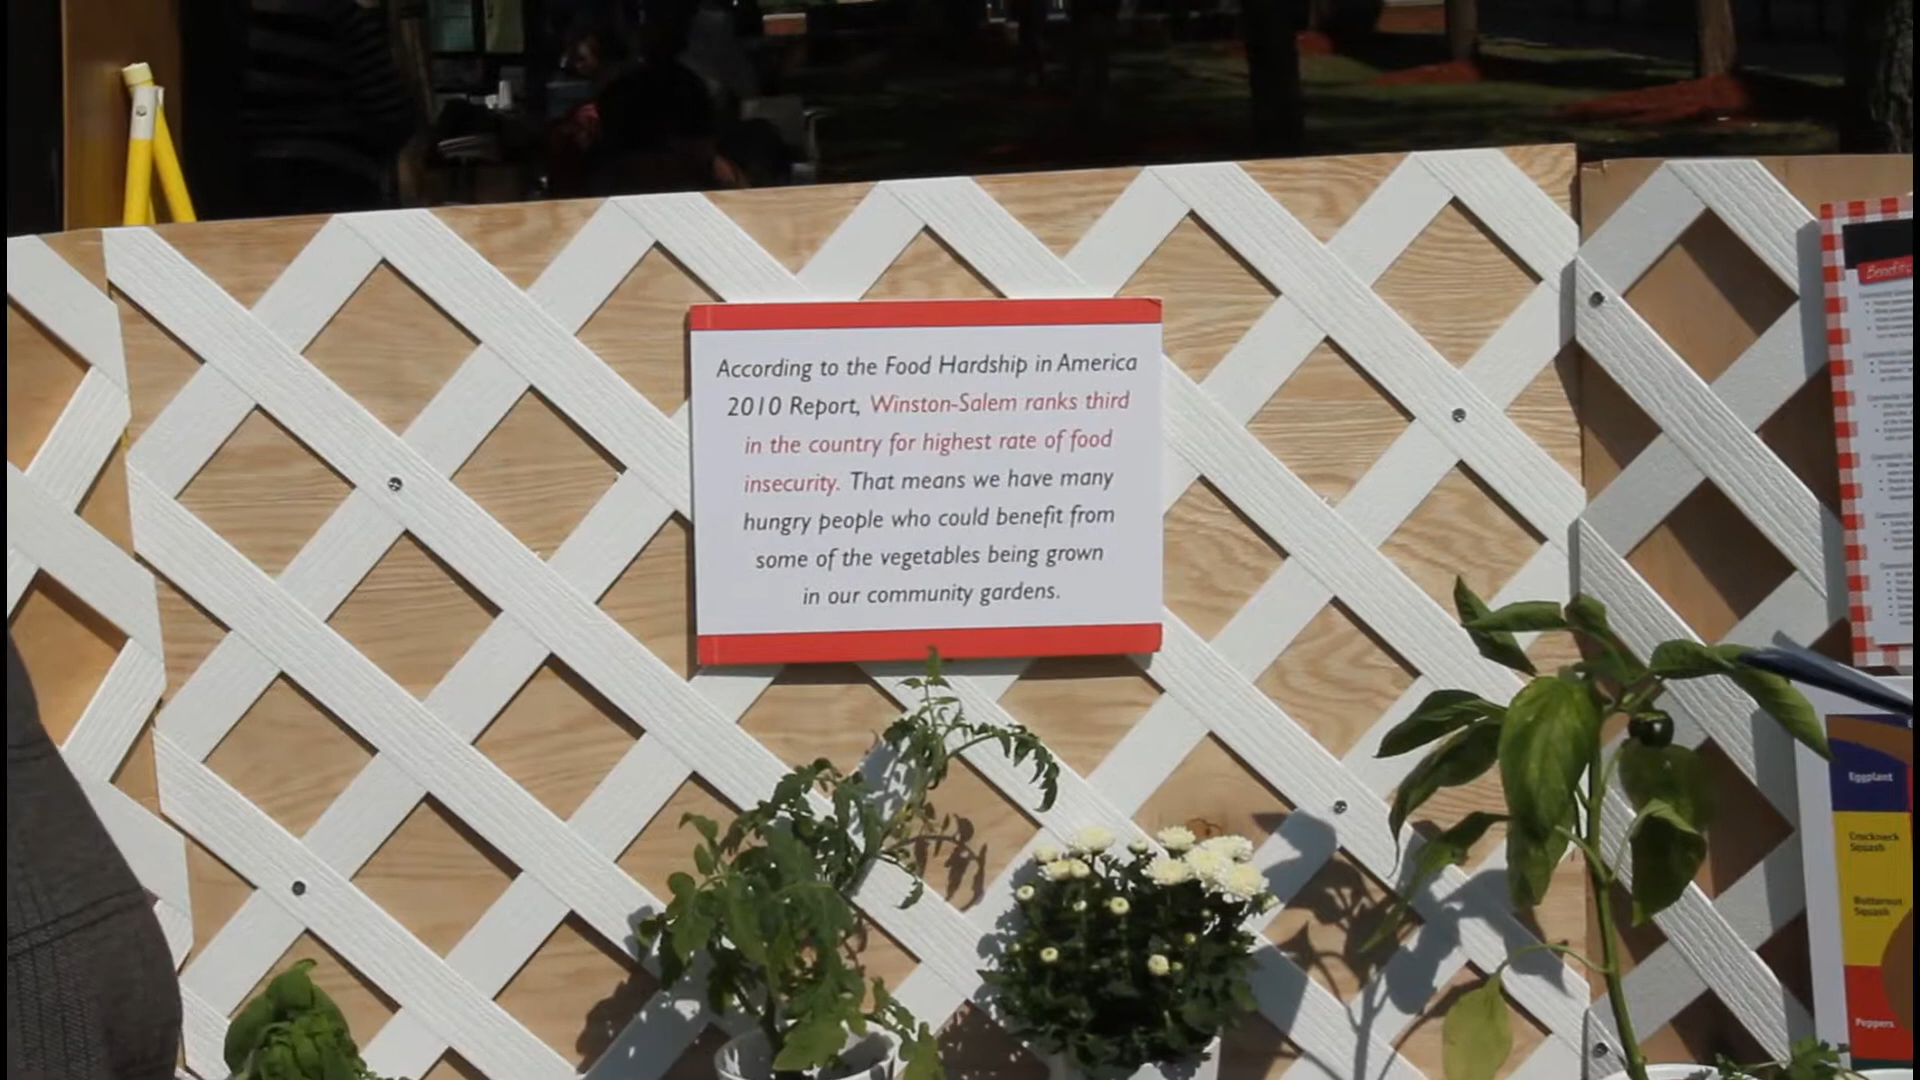 According to the Food Hardship in America
2010 Report, Winston-Salem ranks third
in the country for highest rate of food
insecurity. That means we have many
hungry people who could benefit from
some of the vegetables being grown
in our community gardens.
Benefits
Eggplant
Crookneck
Squash
Butternut
Squash
Peppers